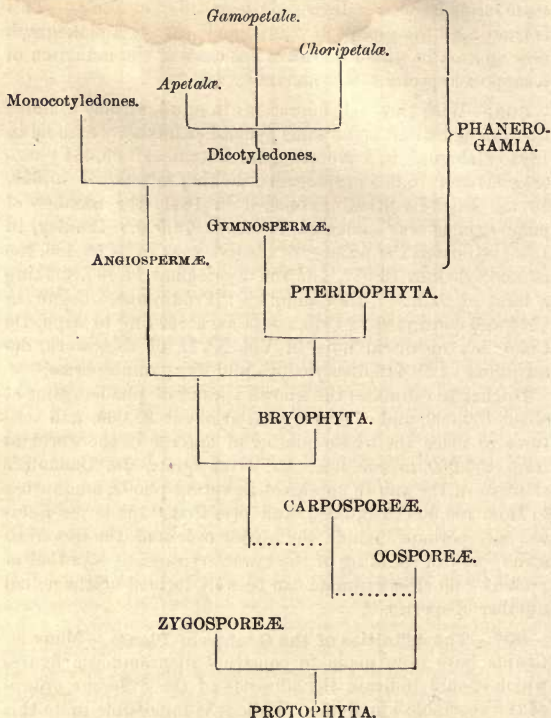 Gamopetalæ.
Choripetalæ.
Apetalæ.
Monocotyledones.
PHANERO-
GAMIA.
Dicotyledones.
GYMNOSPERMÆ.
ANGIOSPERMÆ.
PTERIDOPHYTA.
BRYOPHYTA.
CARPOSPOREÆ.
OOSPOREÆ.
ZYGOSPOREÆ.
PROTOPHYTA.